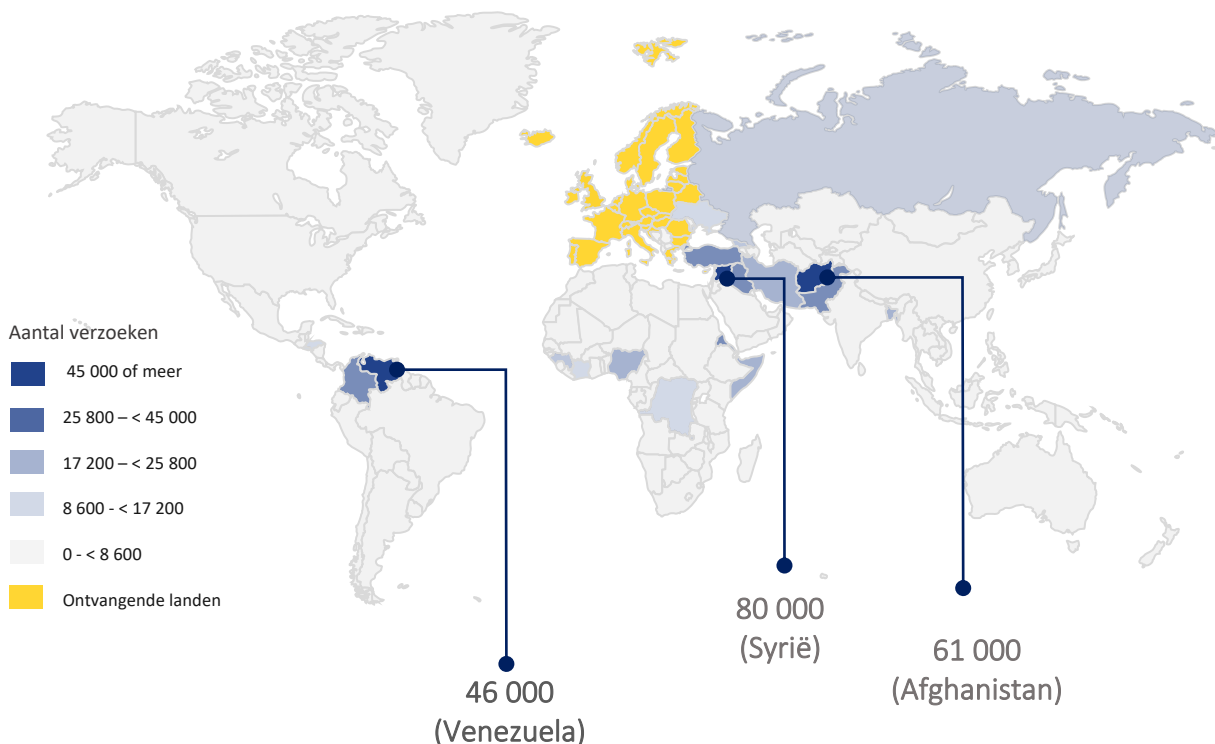 Aantal verzoeken
45 000 of meer
25 800 – < 45 000
17 200 – < 25 800
8 600 - < 17 200
0 - < 8 600
Ontvangende landen
46 000
(Venezuela)
80 000
(Syrië)
61 000
(Afghanistan)